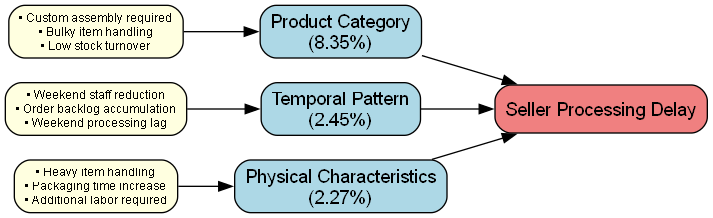 ▪ Custom assembly required
▪ Bulky item handling
▪ Low stock turnover
Product Category
(8.35%)
▪ Weekend staff reduction
▪ Order backlog accumulation
▪ Weekend processing lag
Temporal Pattern
(2.45%)
Seller Processing Delay
▪ Heavy item handling
▪ Packaging time increase
▪ Additional labor required
Physical Characteristics
(2.27%)